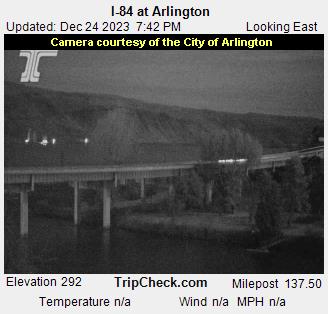 I-84 at Arlington
Updated: Dec 24 2023 7:42 PM Looking East
Camera courtesy of the City of Arlington
Elevation 292 TripCheck.com Milepost 137.50
Temperature n/a Wind n/a MPH n/a